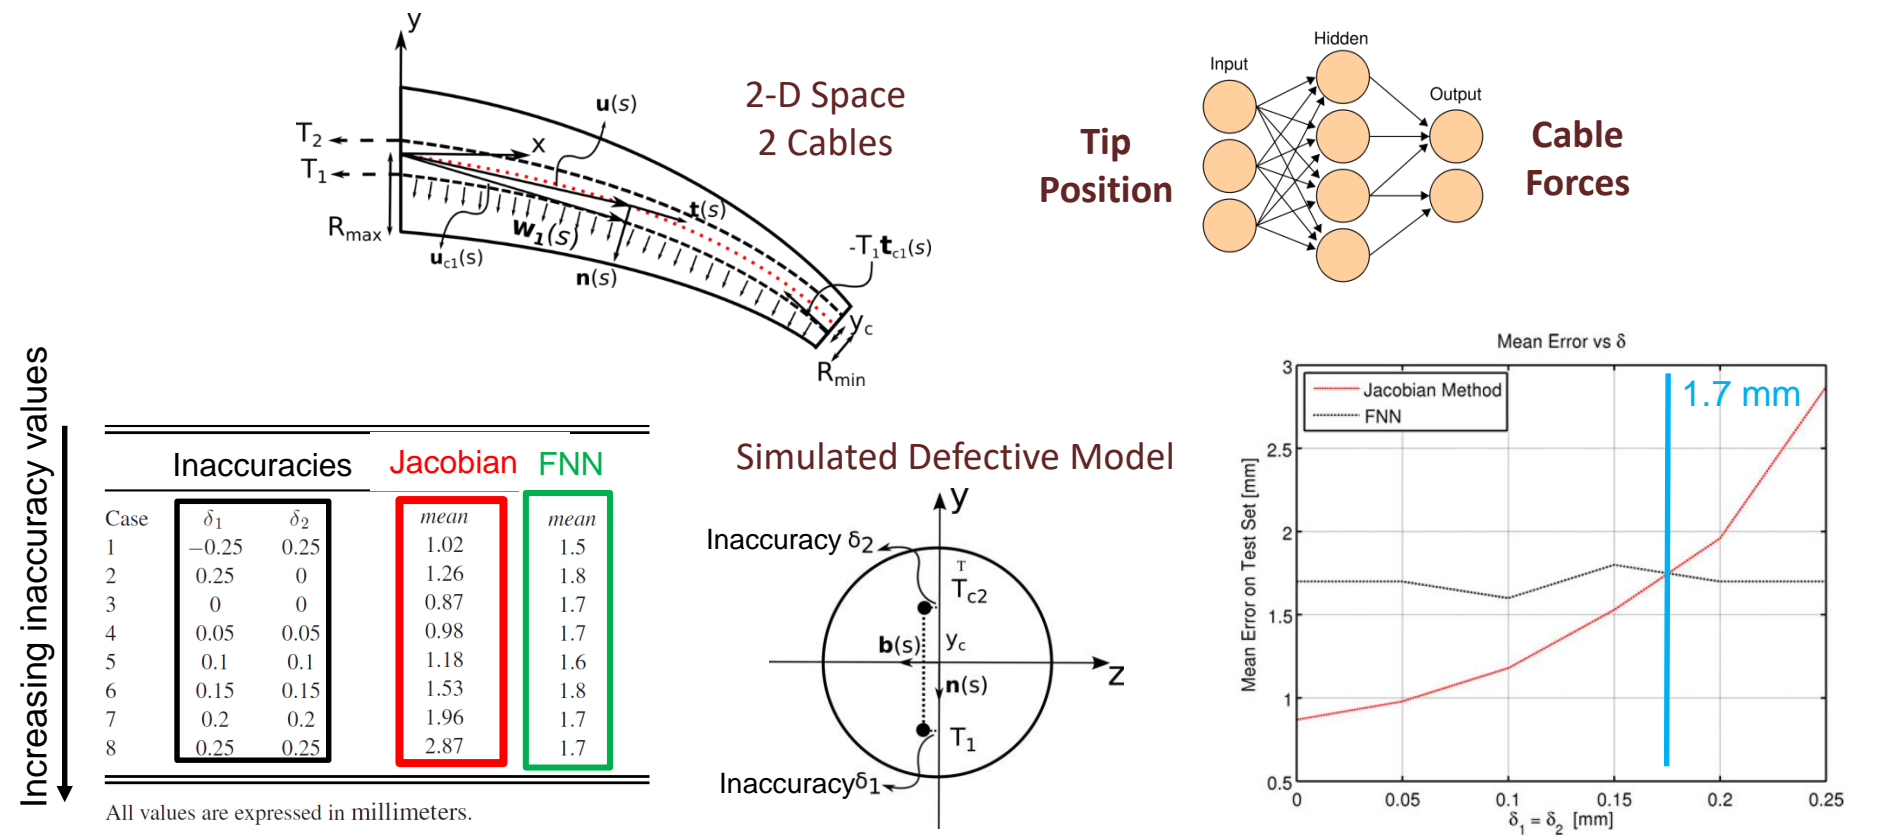 y
u(s)
T2
x
T1
t(s)
Rmax
w1(s)
uc1(s)
n(s)
-T1tc1(s)
yc
Rmin
2-D Space
2 Cables
Tip
Position
Input
Hidden
Output
Cable
Forces
Increasing inaccuracy values
Inaccuracies Jacobian FNN
Case δ1 δ2 mean mean
1 −0.25 0.25 1.02 1.5
2 0.25 0 1.26 1.8
3 0 0 0.87 1.7
4 0.05 0.05 0.98 1.7
5 0.1 0.1 1.18 1.6
6 0.15 0.15 1.53 1.8
7 0.2 0.2 1.96 1.7
8 0.25 0.25 2.87 1.7
All values are expressed in millimeters.
Simulated Defective Model
y
Inaccuracy δ2
T
Tc2
b(s)
yc
z
n(s)
T1
Inaccuracyδ1
Mean Error vs δ
Jacobian Method
FNN
1.7 mm
Mean Error on Test Set [mm]
3
2.5
2
1.5
1
0.5
0 0.05 0.1 0.15 0.2 0.25
δ1 = δ2 [mm]